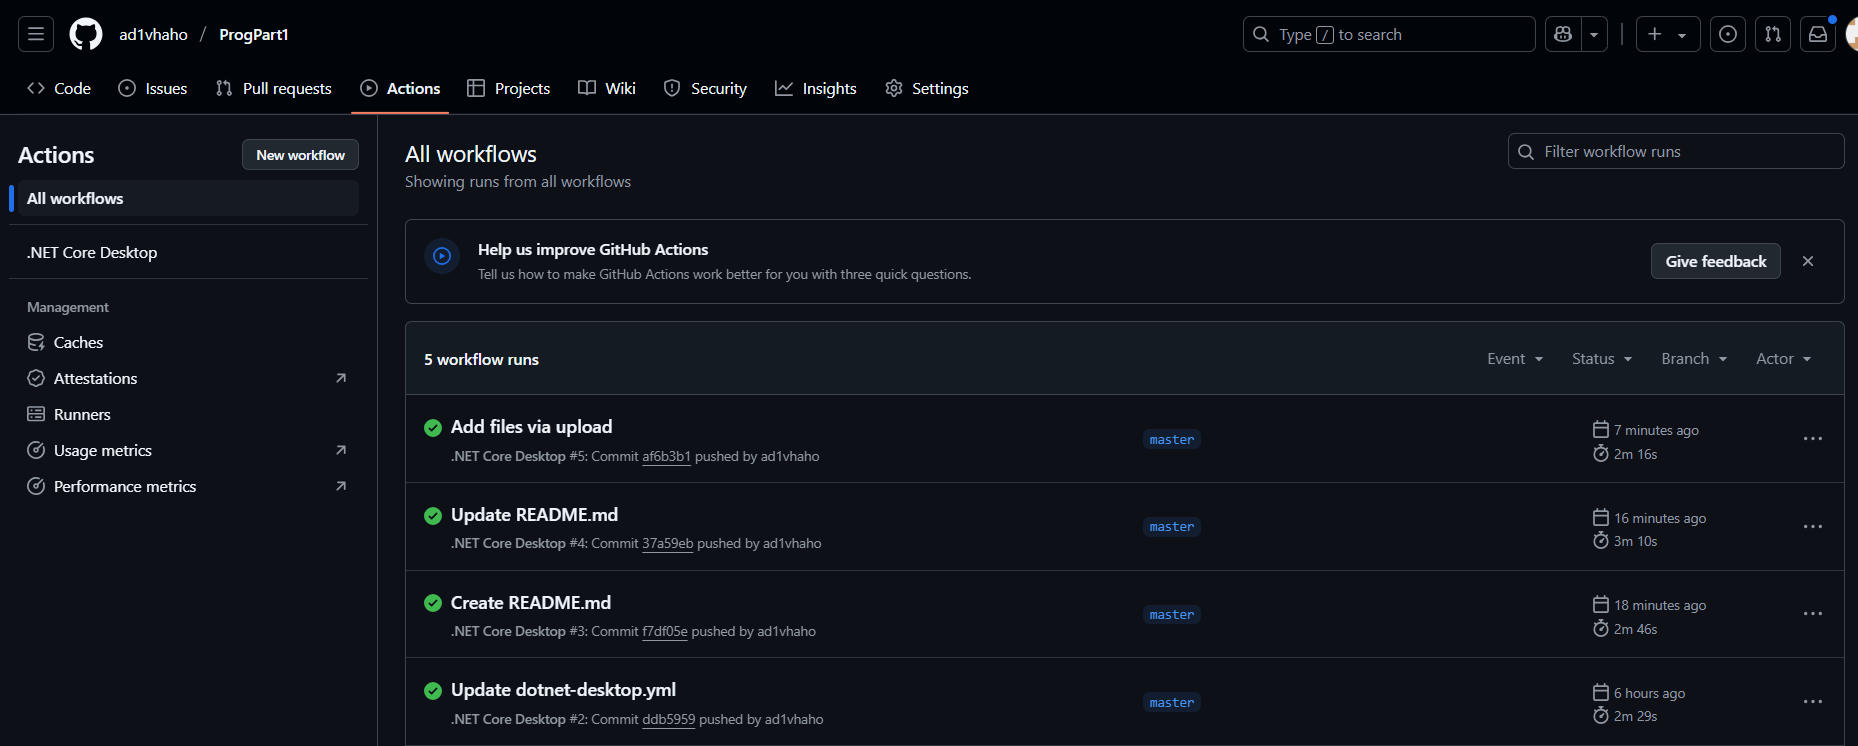 ad1vhaho / ProgPart1
Type / to search
Code
Issues
Pull requests
Actions
Projects
Wiki
Security
Insights
Settings
Actions
New workflow
All workflows
.NET Core Desktop
Management
Caches
Attestations
Runners
Usage metrics
Performance metrics
All workflows
Showing runs from all workflows
Filter workflow runs
Help us improve GitHub Actions
Tell us how to make GitHub Actions work better for you with three quick questions.
Give feedback
5 workflow runs
Event
Status
Branch
Actor
Add files via upload
.NET Core Desktop #5: Commit af6b3b1 pushed by ad1vhaho
master
7 minutes ago
2m 16s
Update README.md
.NET Core Desktop #4: Commit 37a59eb pushed by ad1vhaho
master
16 minutes ago
3m 10s
Create README.md
.NET Core Desktop #3: Commit f7df05e pushed by ad1vhaho
master
18 minutes ago
2m 46s
Update dotnet-desktop.yml
.NET Core Desktop #2: Commit ddb5959 pushed by ad1vhaho
master
6 hours ago
2m 29s